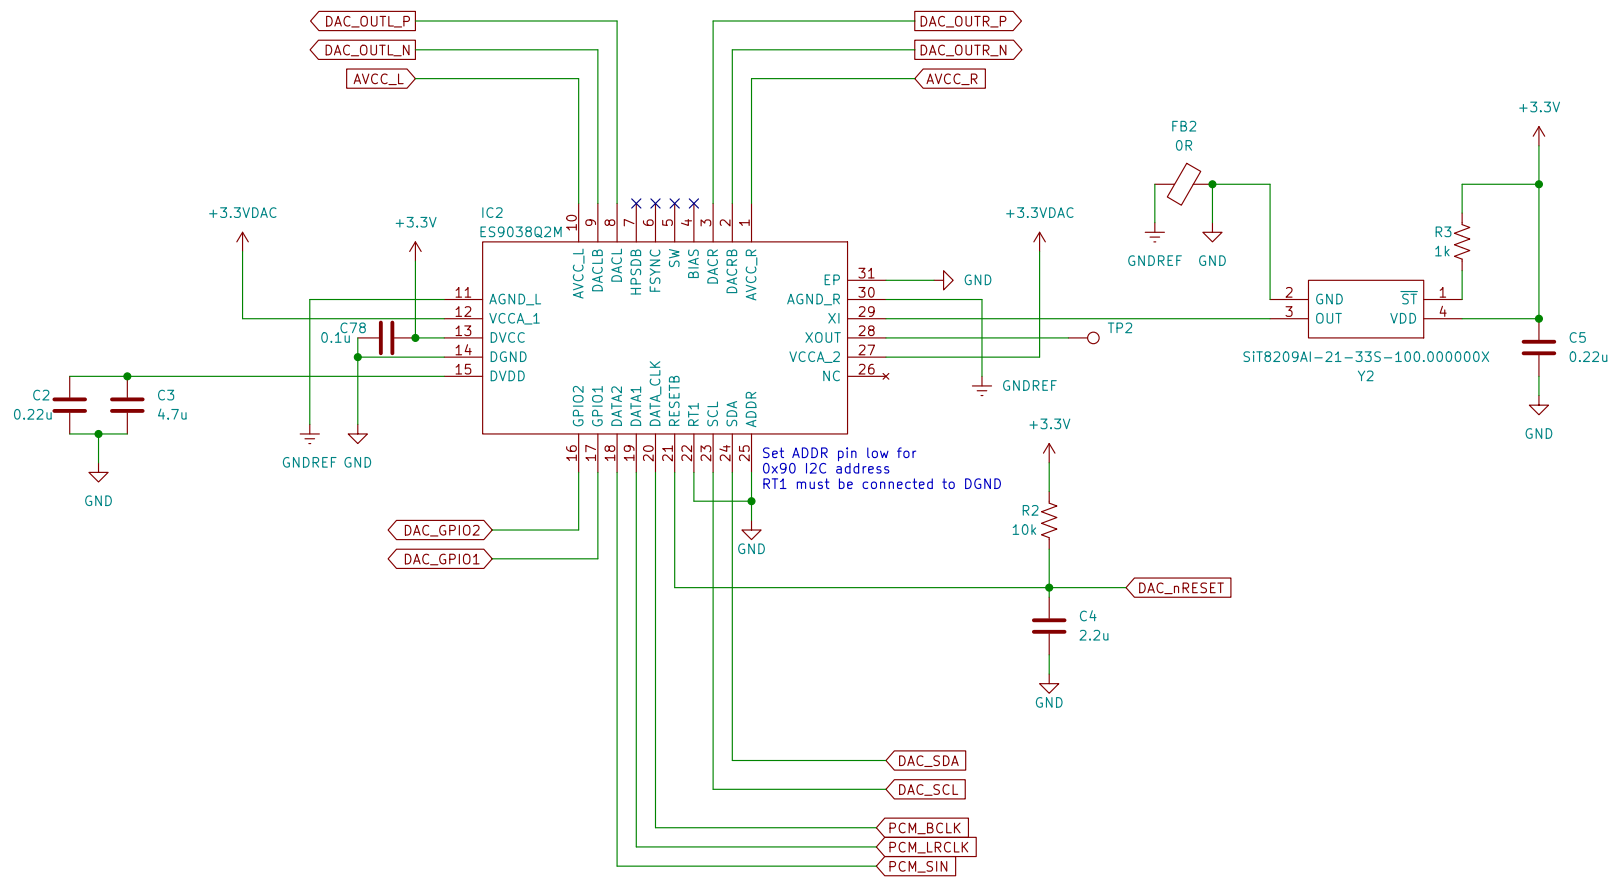 DAC_OUTL_P
DAC_OUTL_N
AVCC_L
DAC_OUTR_P
DAC_OUTR_N
AVCC_R
+3.3VDAC
+3.3V
IC2
ES9038Q2M
10
9
8
7
6
5
4
3
2
1
AVCC_L
DACLB
DACL
HPSDB
FSYNC
SW
BIAS
DACR
DACRB
AVCC_R
+3.3VDAC
FB2
0R
GNDREF
GND
+3.3V
R3
1k
11
AGND_L
12
VCCA_1
13
DVCC
14
DGND
15
DVDD
C78
0.1u
C2
0.22u
C3
4.7u
GND
GNDREF
GND
EP
31
GND
AGND_R
30
XI
29
XOUT
28
TP2
VCCA_2
27
NC
26
GNDREF
2
GND
3
OUT
ST
1
VDD
4
SiT8209AI-21-33S-100.000000X
Y2
C5
0.22u
GND
GPIO2
GPIO1
DATA2
DATA1
DATA_CLK
RESETB
RT1
SCL
SDA
ADDR
16
17
18
19
20
21
22
23
24
25
Set ADDR pin low for
0x90 I2C address
RT1 must be connected to DGND
GND
DAC_GPIO2
DAC_GPIO1
+3.3V
R2
10k
DAC_nRESET
C4
2.2u
GND
DAC_SDA
DAC_SCL
PCM_BCLK
PCM_LRCLK
PCM_SIN